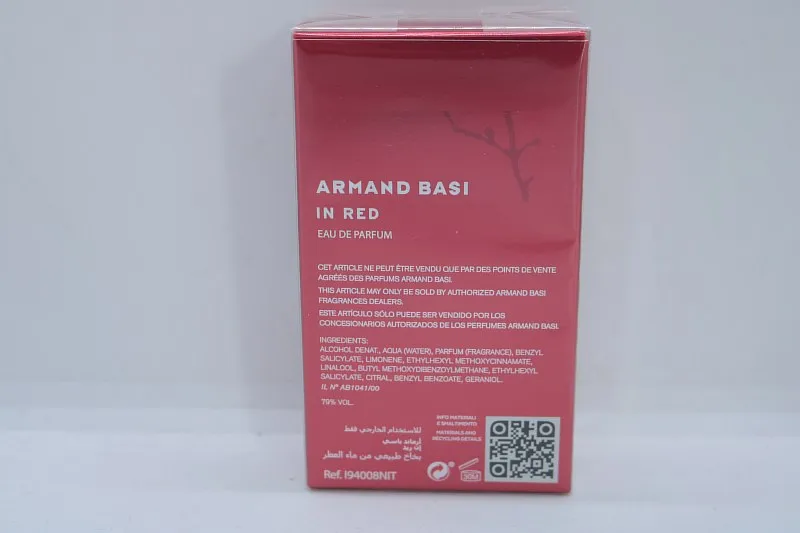 ARMAND BASI
IN RED
EAU DE PARFUM
CET ARTICLE NE PEUT ÊTRE VENDU QUE PAR DES POINTS DE VENTE
AGRÉÉS DES PARFUMS ARMAND BASI.
THIS ARTICLE MAY ONLY BE SOLD BY AUTHORIZED ARMAND BASI
FRAGRANCES DEALERS.
ESTE ARTÍCULO SÓLO PUEDE SER VENDIDO POR LOS
CONCESIONARIOS AUTORIZADOS DE LOS PERFUMES ARMAND BASI.
INGREDIENTS:
ALCOHOL DENAT., AQUA (WATER), PARFUM (FRAGRANCE), BENZYL
SALICYLATE, LIMONENE, ETHYLHEXYL METHOXYCINNAMATE,
LINALOOL, BUTYL METHOXYDIBENZOYLMETHANE, ETHYLHEXYL
SALICYLATE, CITRAL, BENZYL BENZOATE, GERANIOL.
IL Nº AB1041/00
79% VOL.
للاستخدام الخارجي فقط
ارماند باسي
إن ريد
بخاخ طبيعي من ماء العطر
Ref. I94008NIT
INFO MATERIALI
E SMALTIMENTO:
MATERIALS AND
RECYCLING DETAILS
30M